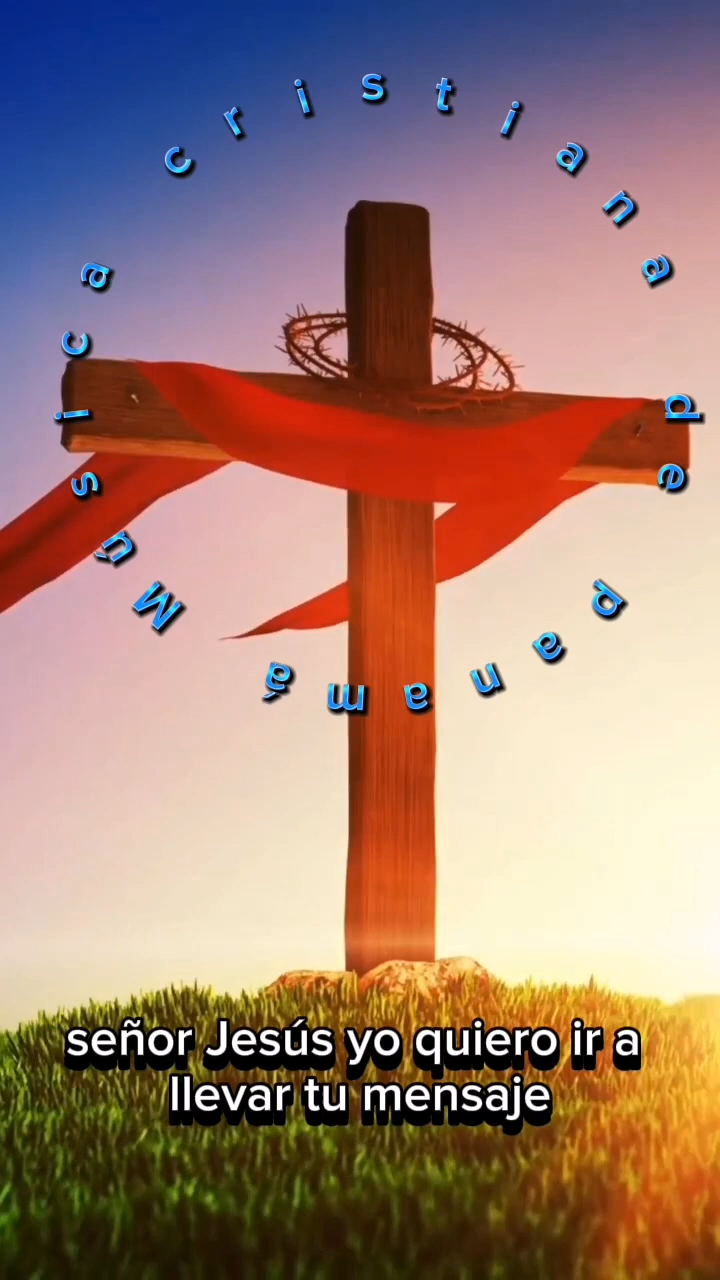 Música cristiana de panamá
señor Jesús yo quiero ir a
llevar tu mensaje